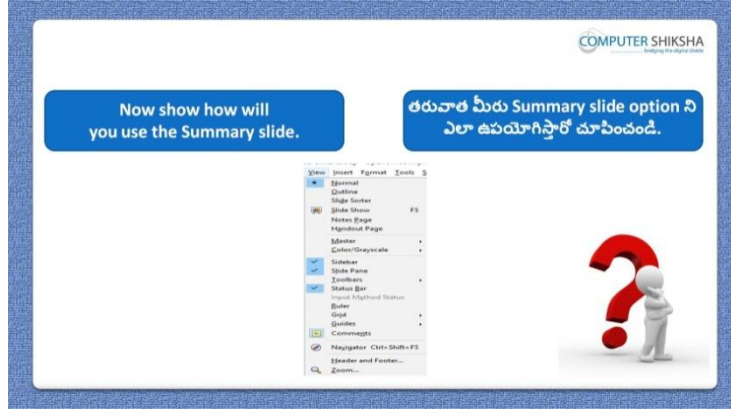 COMPUTER SHIKSHA
bridging the digital divide
Now show how will
you use the Summary slide.
తరువాత మీరు Summary slide option ని
ఎలా ఉపయోగిస్తారో చూపించండి.
View Insert Format Tools S
Normal
Outline
Slide Sorter
Slide Show F5
Notes Page
Handout Page
Master
Color/Grayscale
Sidebar
Slide Pane
Toolbars
Status Bar
Input Method Status
Ruler
Grid
Guides
Comments
Navigator Ctrl+Shift+F5
Header and Footer...
Zoom...